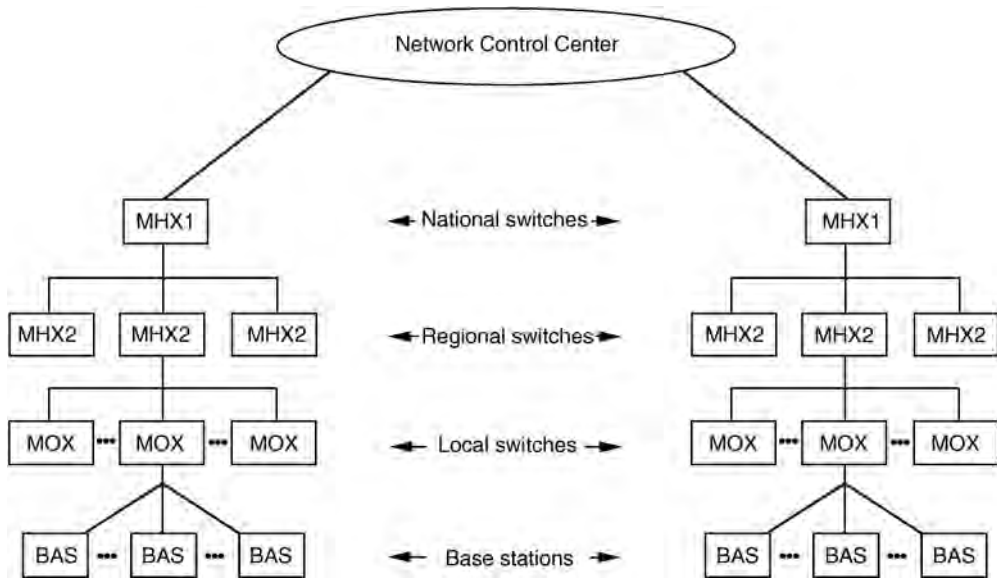 Network Control Center
MHX1 National switches MHX1
MHX2 MHX2 MHX2 Regional switches MHX2 MHX2 MHX2
MOX ••• MOX ••• MOX Local switches MOX ••• MOX ••• MOX
BAS ••• BAS ••• BAS Base stations BAS ••• BAS ••• BAS